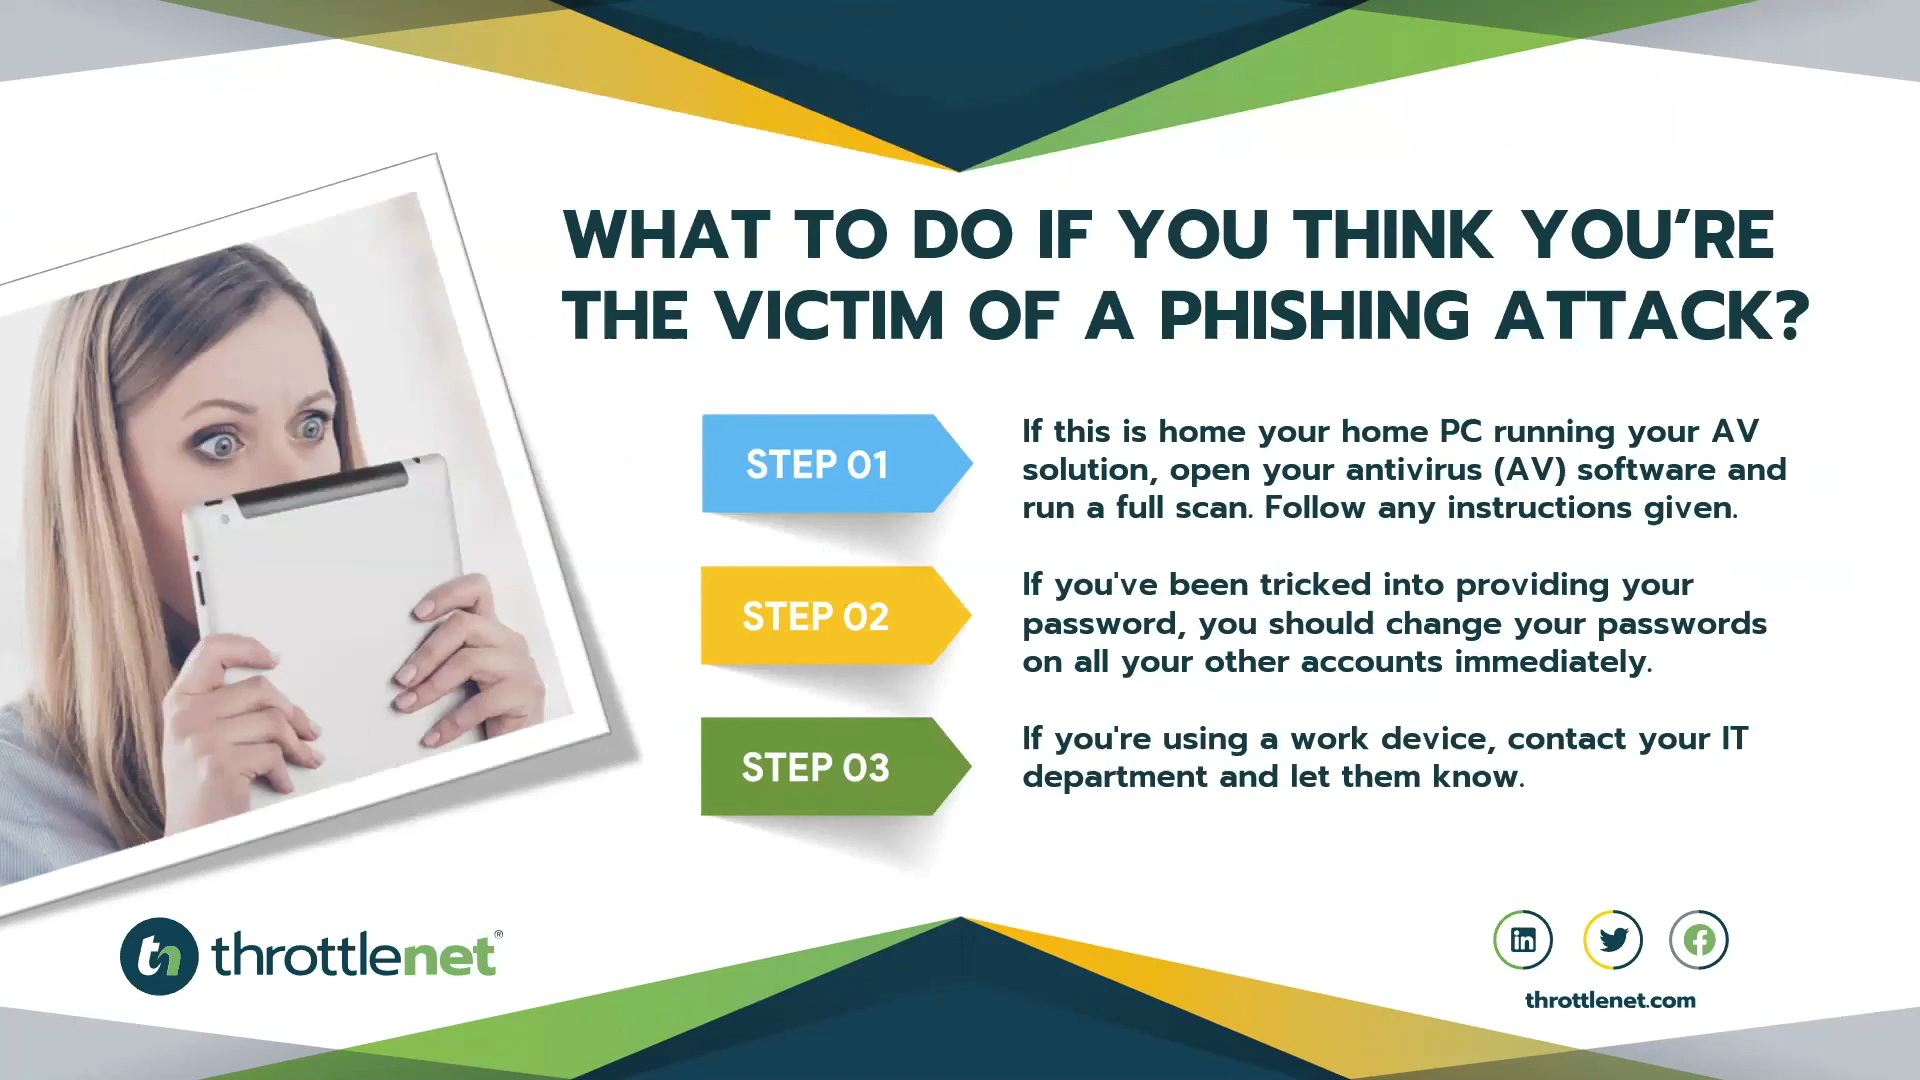 WHAT TO DO IF YOU THINK YOU’RE
THE VICTIM OF A PHISHING ATTACK?
STEP 01
If this is home your home PC running your AV
solution, open your antivirus (AV) software and
run a full scan. Follow any instructions given.
STEP 02
If you've been tricked into providing your
password, you should change your passwords
on all your other accounts immediately.
STEP 03
If you're using a work device, contact your IT
department and let them know.
tn throttlenet®
in
throttlenet.com